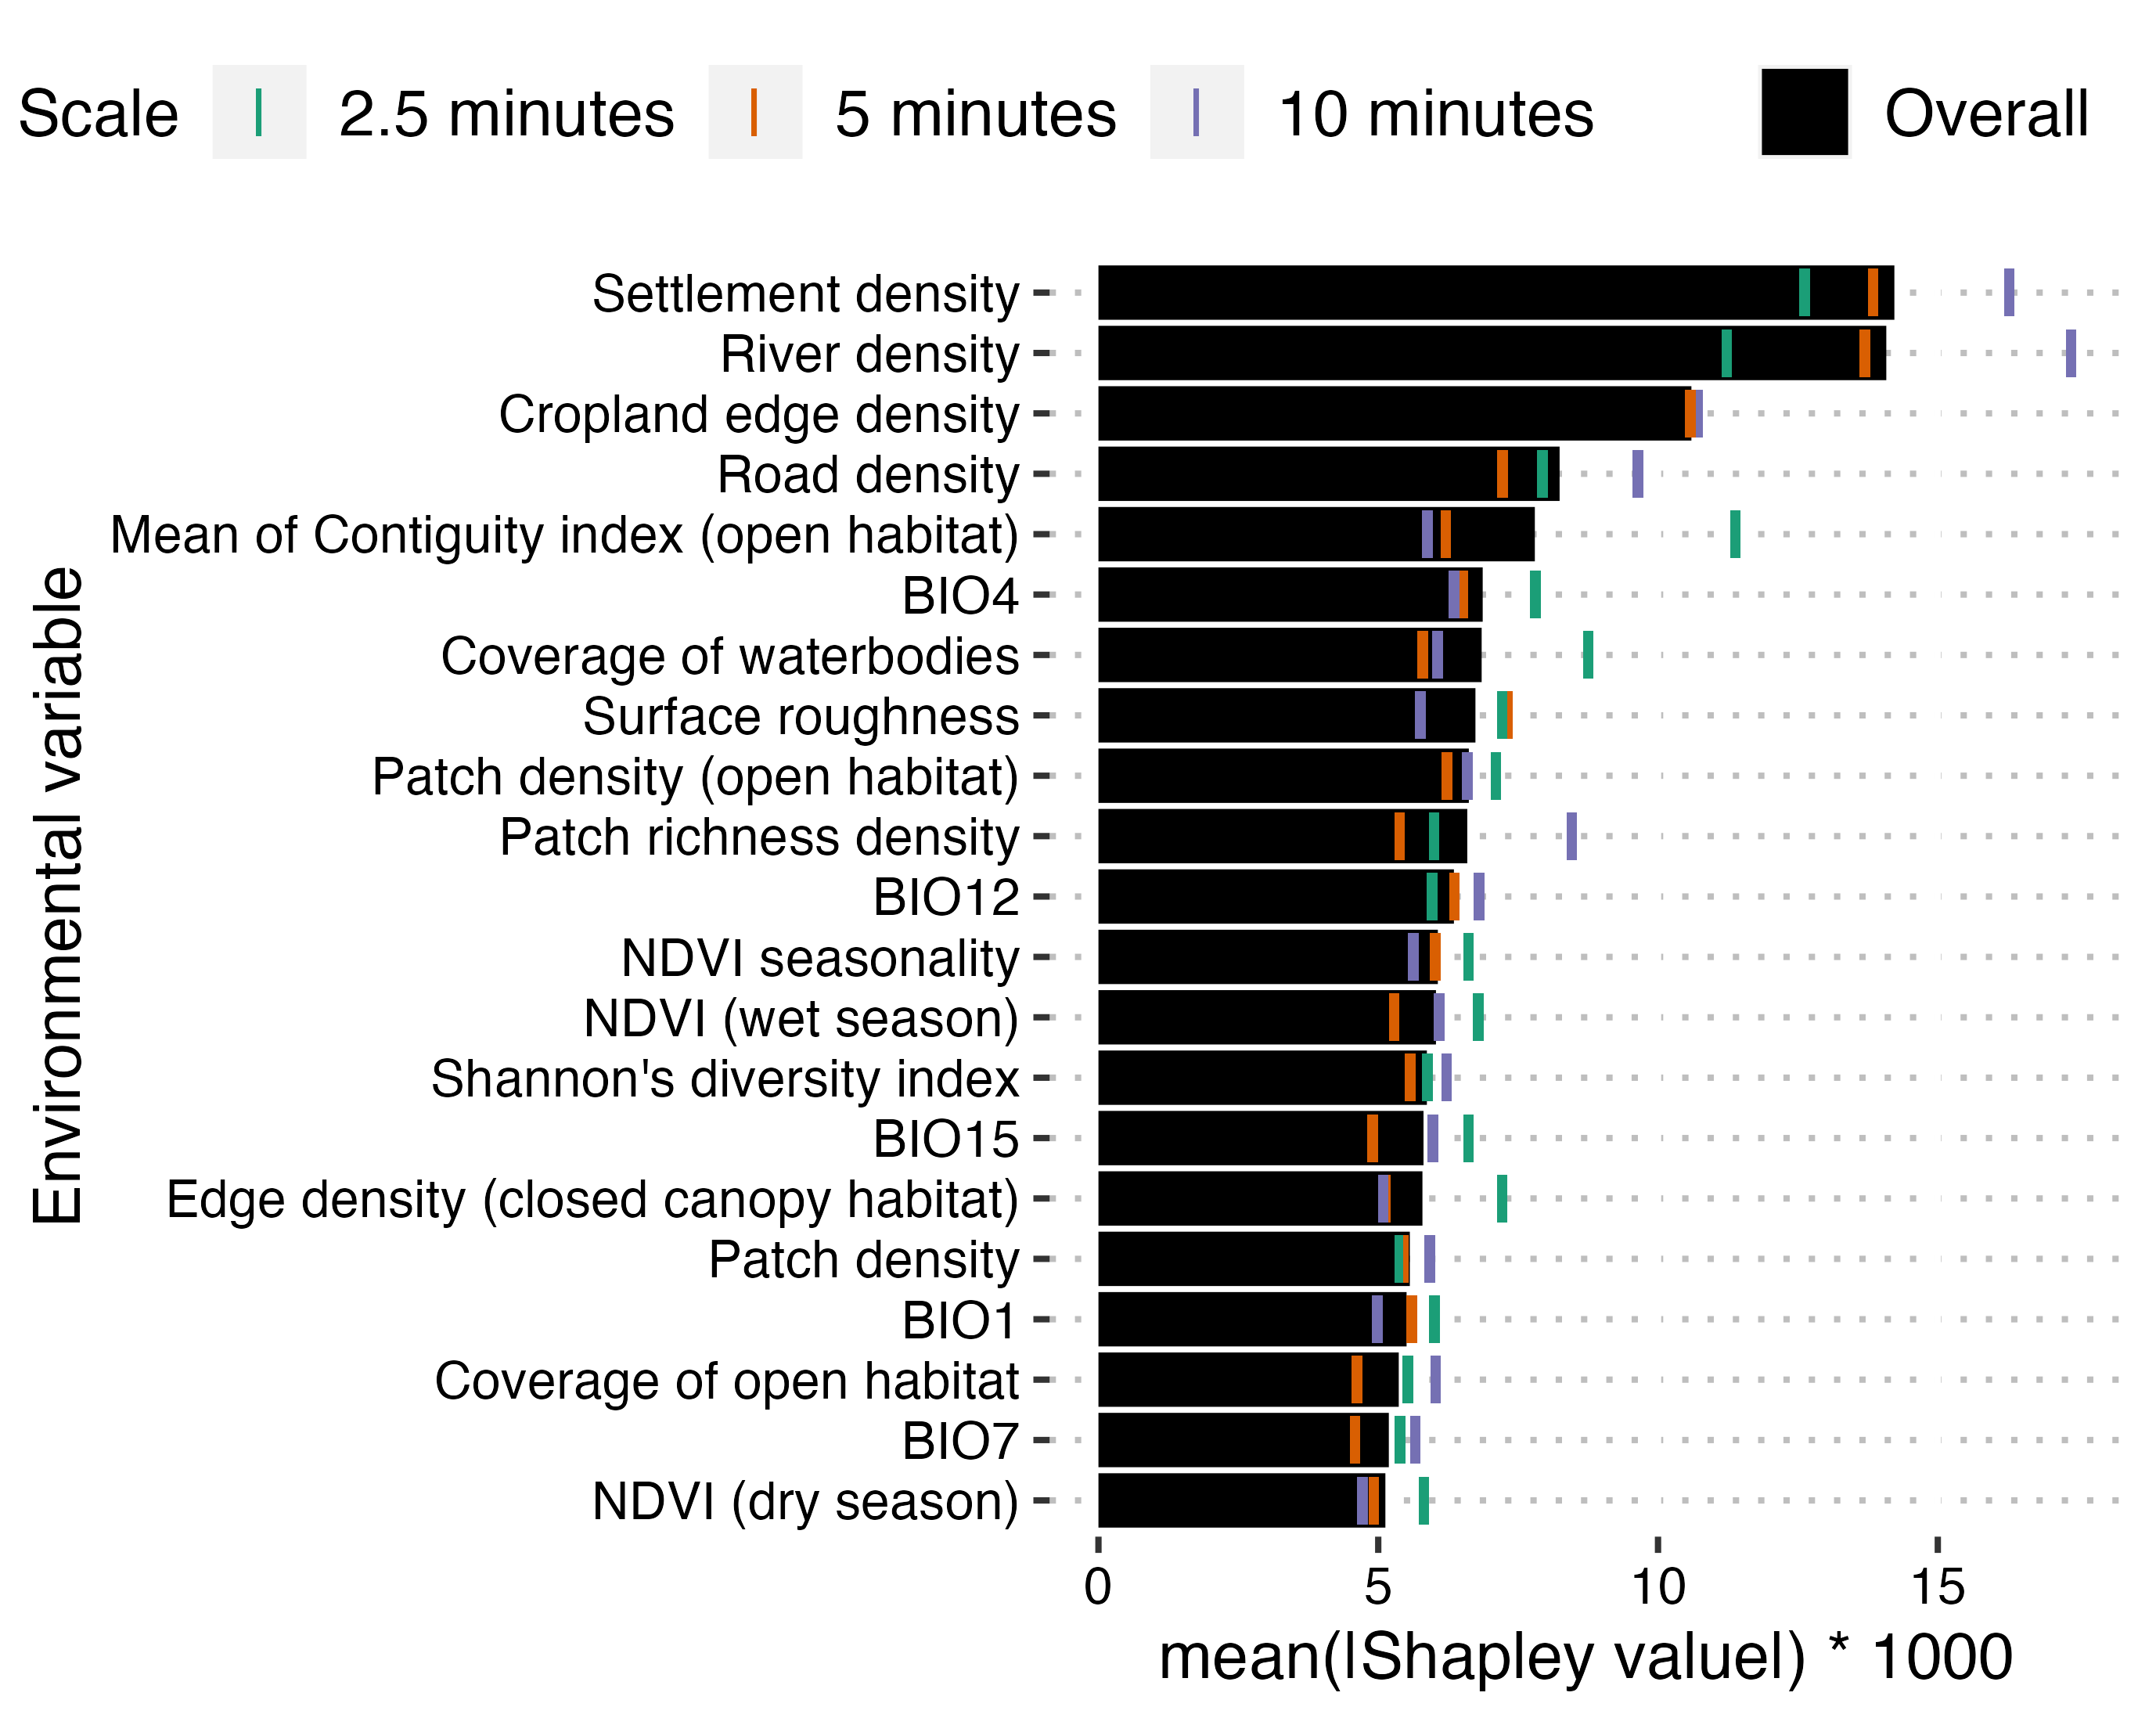 Scale 2.5 minutes 5 minutes 10 minutes Overall
Environmental variable
Settlement density
River density
Cropland edge density
Road density
Mean of Contiguity index (open habitat)
BIO4
Coverage of waterbodies
Surface roughness
Patch density (open habitat)
Patch richness density
BIO12
NDVI seasonality
NDVI (wet season)
Shannon's diversity index
BIO15
Edge density (closed canopy habitat)
Patch density
BIO1
Coverage of open habitat
BIO7
NDVI (dry season)
0 5 10 15
mean(|Shapley value|) * 1000